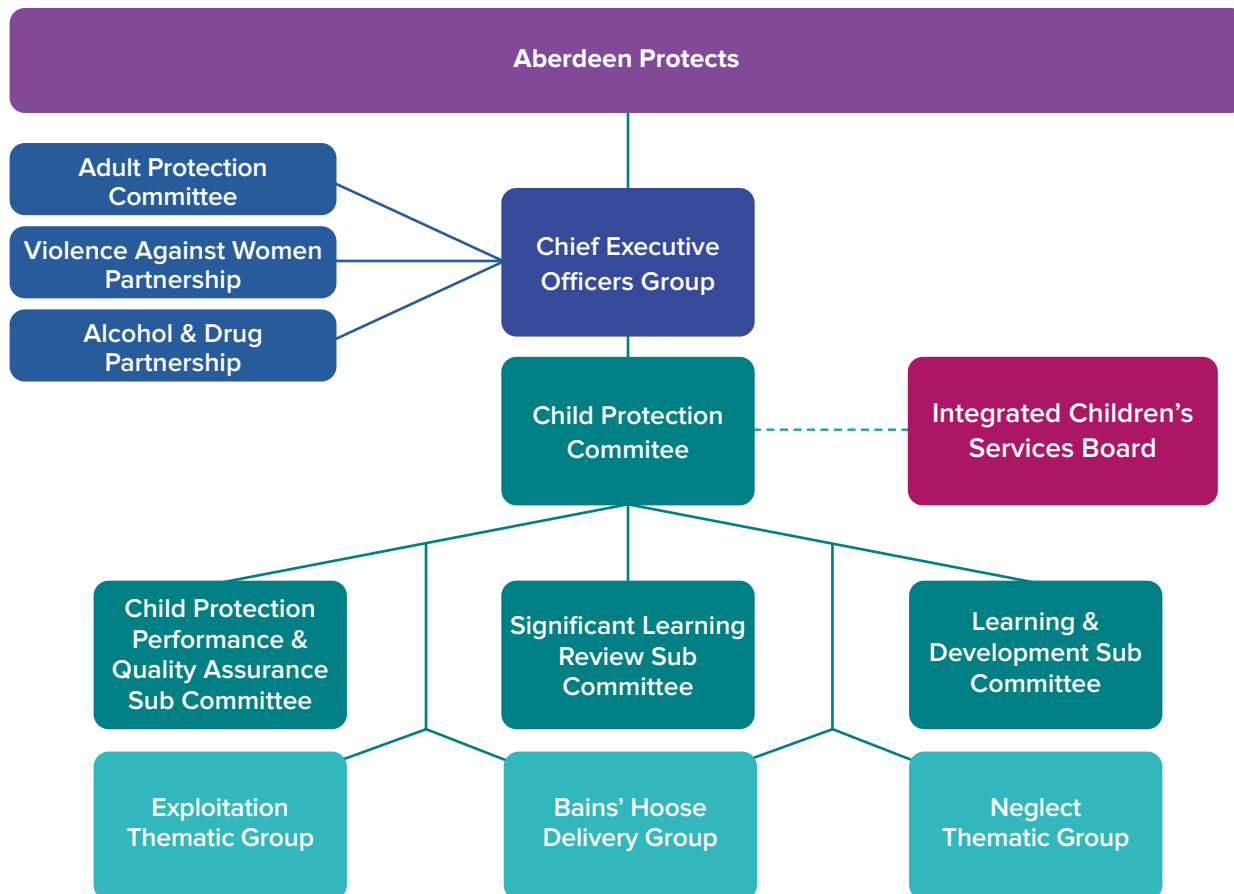 Aberdeen Protects
Adult Protection
Committee
Violence Against Women
Partnership
Alcohol & Drug
Partnership
Chief Executive
Officers Group
Child Protection
Commitee
Integrated Children’s
Services Board
Child Protection
Performance &
Quality Assurance
Sub Committee
Significant Learning
Review Sub
Committee
Learning &
Development Sub
Committee
Exploitation
Thematic Group
Bains’ Hoose
Delivery Group
Neglect
Thematic Group